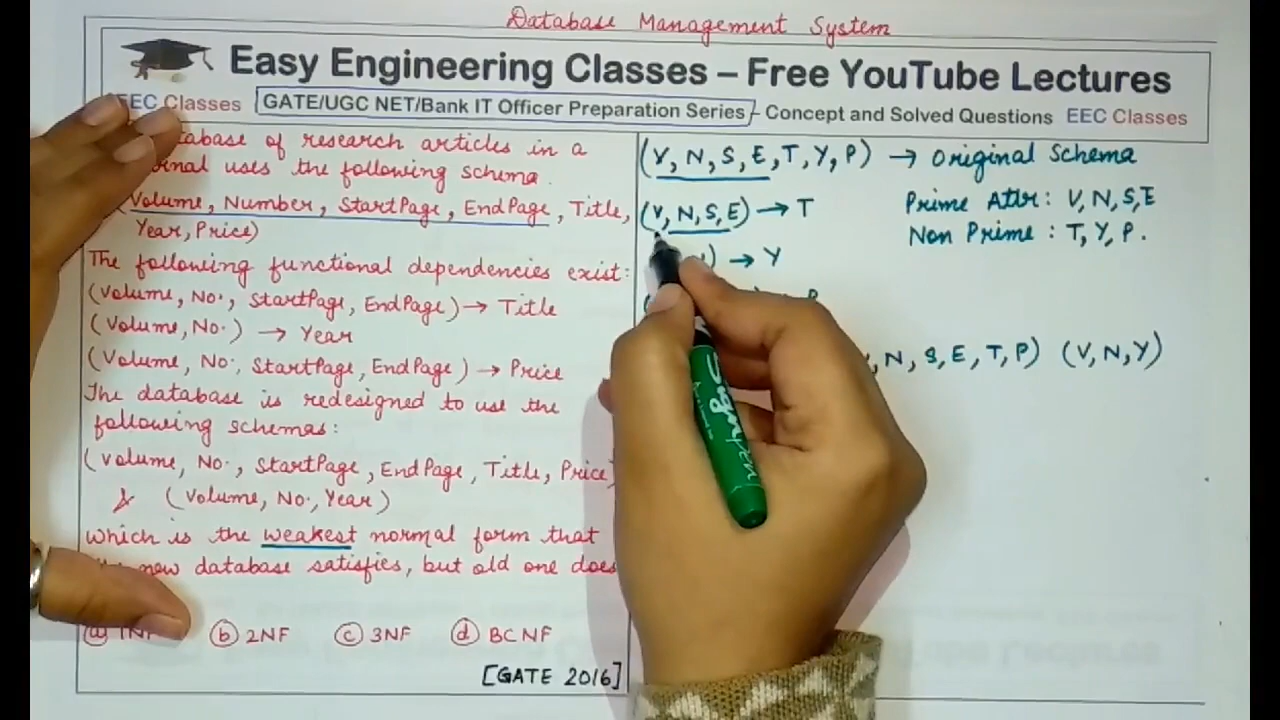 Database Management System
Easy Engineering Classes – Free YouTube Lectures
EEC Classes GATE/UGC NET/Bank IT Officer Preparation Series – Concept and Solved Questions EEC Classes
of research articles in a
uses the following schema.
(Volume, Number, StartPage, EndPage, Title,
Year, Price)
The following functional dependencies exist:
(Volume, No., StartPage, EndPage) → Title
(Volume, No.) → Year
(Volume, No., StartPage, EndPage) → Price
The database is redesigned to use the
following schemas:
(Volume, No., StartPage, EndPage, Title, Price)
& (Volume, No., Year)
which is the weakest normal form that
new database satisfies, but old one does
(a) 1NF (b) 2NF (c) 3NF (d) BCNF
[GATE 2016]
(V, N, S, E, T, Y, P) → Original Schema
Prime Attr: V, N, S, E
Non Prime: T, Y, P.
(V, N, S, E) → T
→ Y
P
, N, S, E, T, P) (V, N, Y)